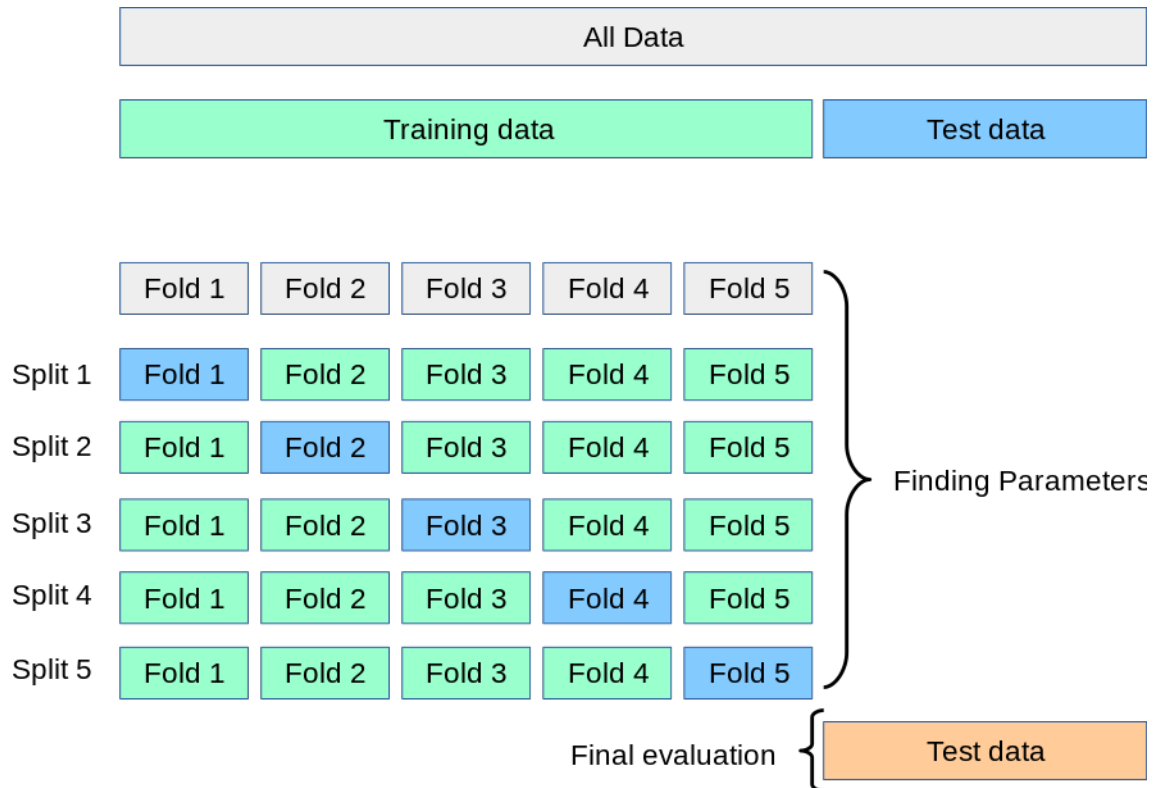 All Data
Training data Test data
Fold 1 Fold 2 Fold 3 Fold 4 Fold 5
Split 1 Fold 1 Fold 2 Fold 3 Fold 4 Fold 5
Split 2 Fold 1 Fold 2 Fold 3 Fold 4 Fold 5
Finding Parameters
Split 3 Fold 1 Fold 2 Fold 3 Fold 4 Fold 5
Split 4 Fold 1 Fold 2 Fold 3 Fold 4 Fold 5
Split 5 Fold 1 Fold 2 Fold 3 Fold 4 Fold 5
Final evaluation Test data